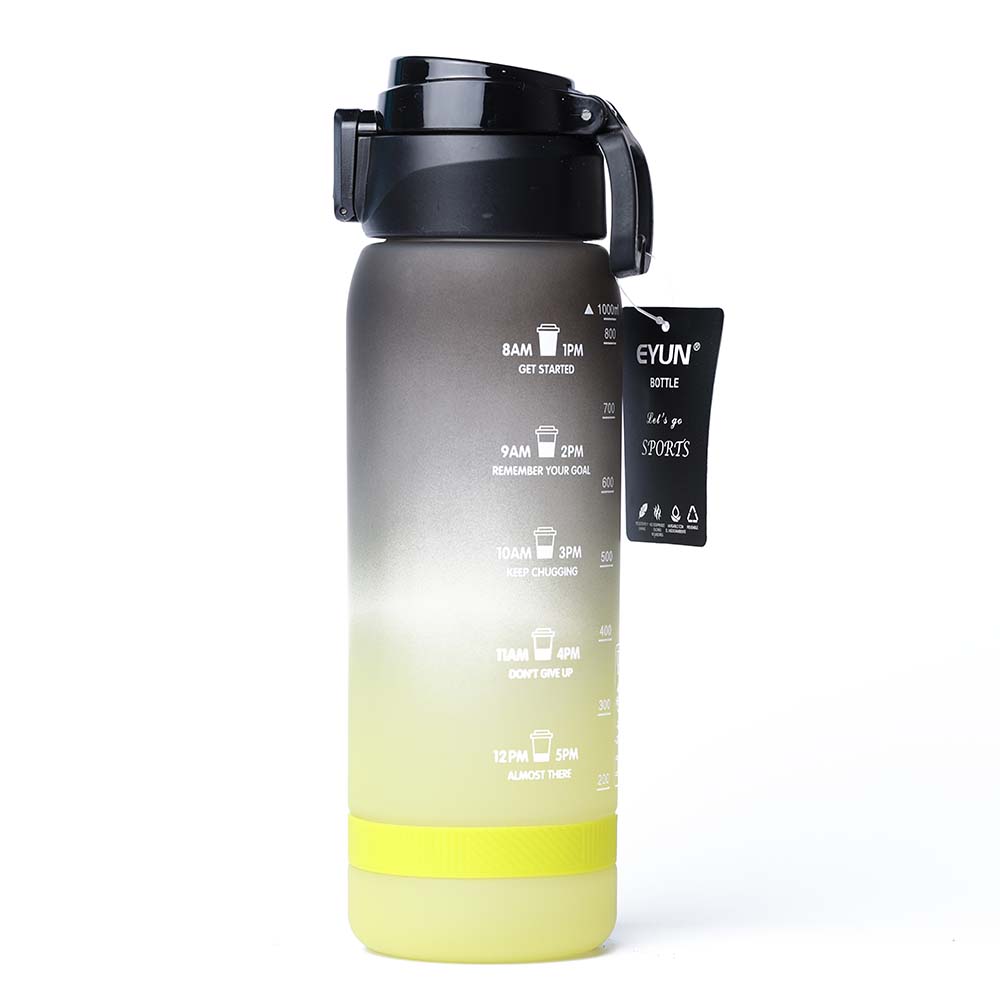 ▲ 1000ml
800
8AM 1PM
GET STARTED
700
9AM 2PM
REMEMBER YOUR GOAL
600
10AM 3PM
KEEP CHUGGING
500
11AM 4PM
DON'T GIVE UP
400
300
12PM 5PM
ALMOST THERE
200
EYUN®
BOTTLE
Let's go
SPORTS